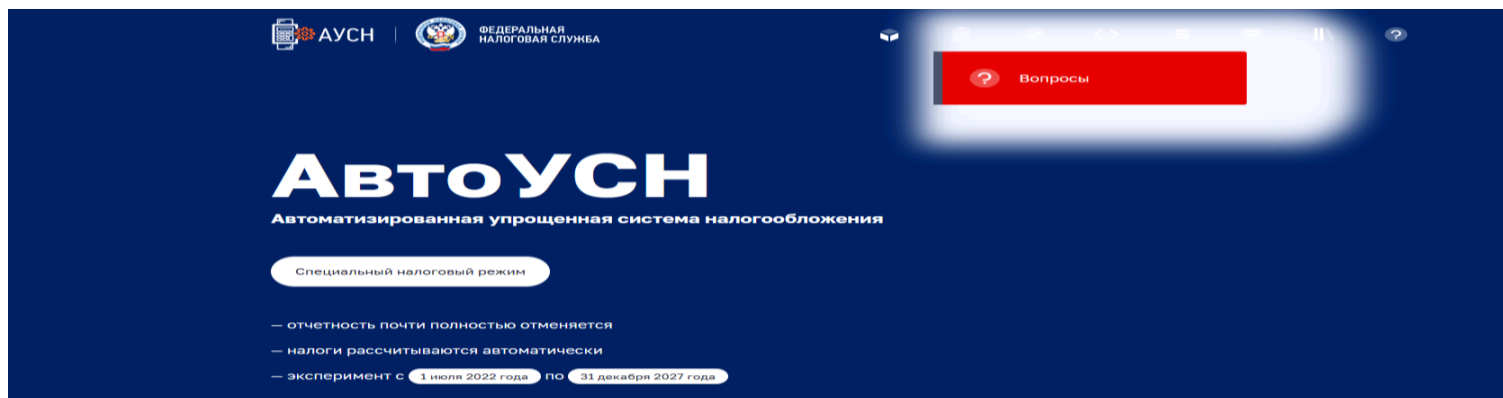 АУСН
ФЕДЕРАЛЬНАЯ
НАЛОГОВАЯ СЛУЖБА
Вопросы
АвтоУСН
Автоматизированная упрощенная система налогообложения
Специальный налоговый режим
— отчетность почти полностью отменяется
— налоги рассчитываются автоматически
— эксперимент с 1 июля 2022 года по 31 декабря 2027 года